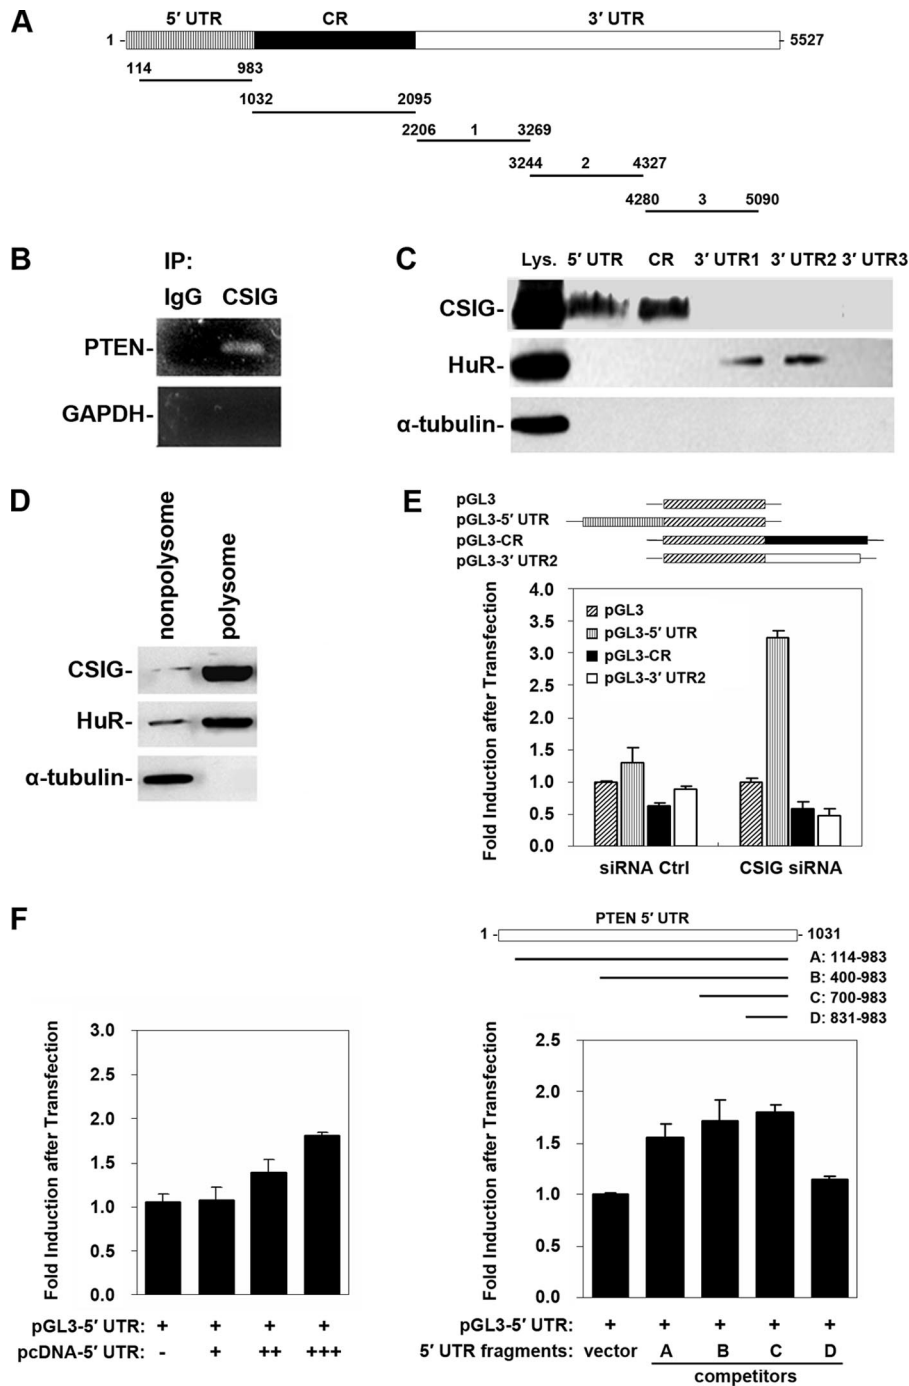 A
5′ UTR CR 3′ UTR
1 - - 5527
114 983
1032 2095
2206 1 3269
3244 2 4327
4280 3 5090
B
IP:
IgG CSIG
PTEN-
GAPDH-
C
Lys. 5′ UTR CR 3′ UTR1 3′ UTR2 3′ UTR3
CSIG-
HuR-
α-tubulin-
D
nonpolysome
polysome
CSIG-
HuR-
α-tubulin-
E
pGL3
pGL3-5′ UTR
pGL3-CR
pGL3-3′ UTR2
Fold Induction after Transfection
4.0
3.5
3.0
2.5
2.0
1.5
1.0
0.5
0.0
pGL3
pGL3-5′ UTR
pGL3-CR
pGL3-3′ UTR2
siRNA Ctrl CSIG siRNA
F
Fold Induction after Transfection
3.0
2.5
2.0
1.5
1.0
0.5
0.0
pGL3-5′ UTR: + + + +
pcDNA-5′ UTR: - + ++ +++
PTEN 5′ UTR
1 - - 1031
A: 114-983
B: 400-983
C: 700-983
D: 831-983
Fold Induction after Transfection
2.5
2.0
1.5
1.0
0.5
0.0
pGL3-5′ UTR: + + + + +
5′ UTR fragments: vector A B C D
competitors